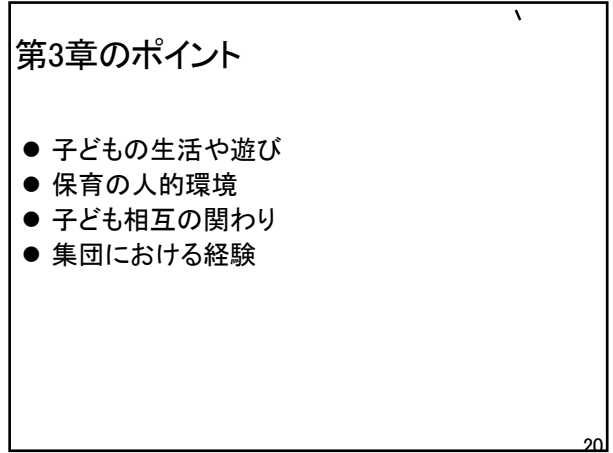 第3章のポイント
● 子どもの生活や遊び
● 保育の人的環境
● 子ども相互の関わり
● 集団における経験
20